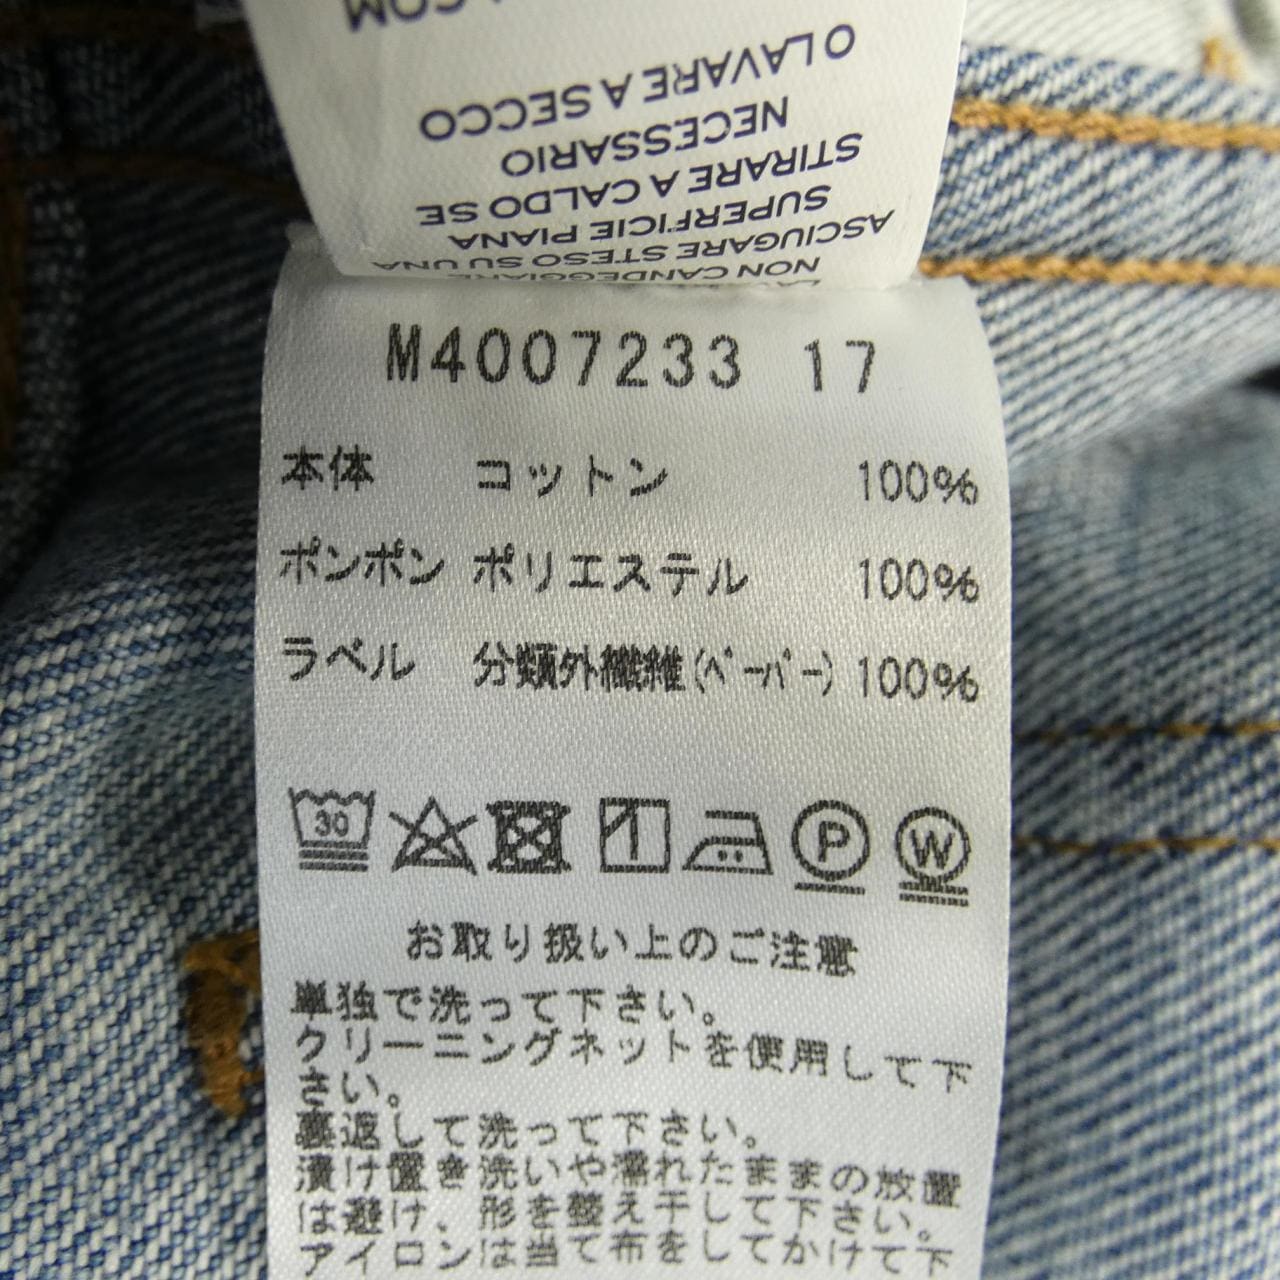 .COM
O LAVARE A SECCO
NECESSARIO
STIRARE A CALDO SE
SUPERFICIE PIANA
ASCIUGARE STESO SU UNA
NON CANDEGGIARE
M4007233 17
本体 コットン 100%
ポンポン ポリエステル 100%
ラベル 分類外繊維(ペーパー) 100%
30
P
W
お取り扱い上のご注意
単独で洗って下さい。
クリーニングネットを使用して下
さい。
裏返して洗って下さい。
漬け置き洗いや濡れたままの放置
は避け、形を整え干して下さい。
アイロンは当て布をしてかけて下